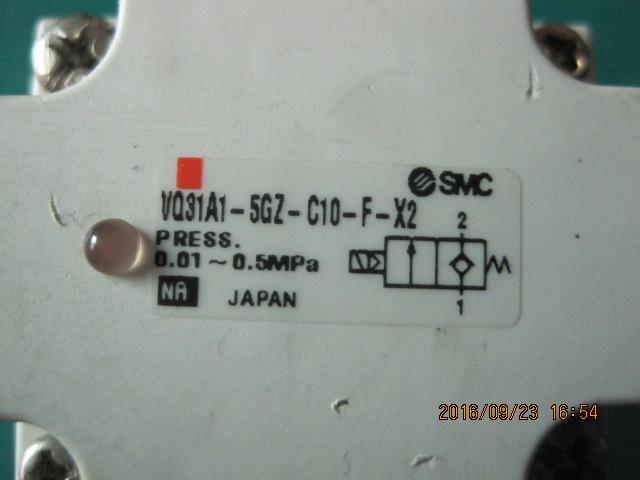 SMC
VQ31A1-5GZ-C10-F-X2
PRESS.
0.01~0.5MPa
NA JAPAN
2
1
2016/09/23 16:54